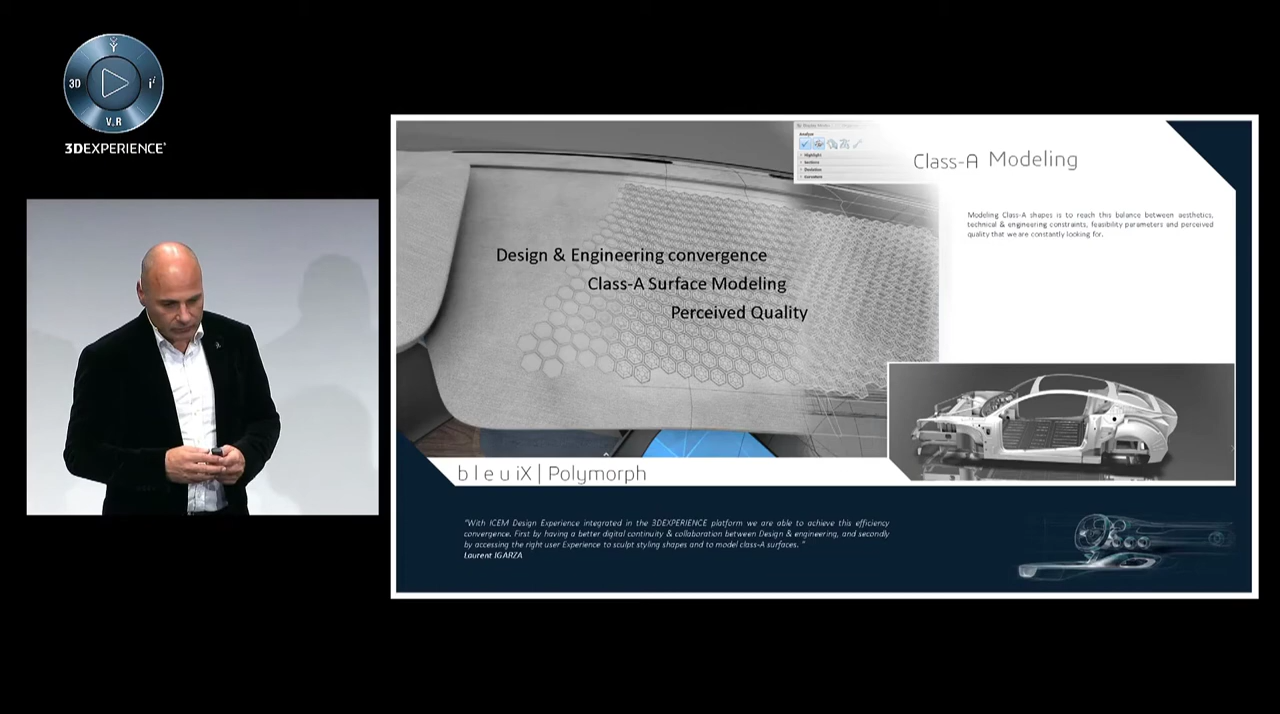 3D
i
V.R
3DEXPERIENCE
Class-A Modeling
Modeling Class-A shapes is to reach this balance between aesthetics,
technical & engineering constraints, feasibility parameters and perceived
quality that we are constantly looking for.
Design & Engineering convergence
Class-A Surface Modeling
Perceived Quality
bleuiX | Polymorph
"With ICEM Design Experience integrated in the 3DEXPERIENCE platform we are able to achieve this efficiency
convergence. First by having a better digital continuity & collaboration between Design & engineering, and secondly
by accessing the right user Experience to sculpt styling shapes and to model class-A surfaces. "
Laurent IGARZA